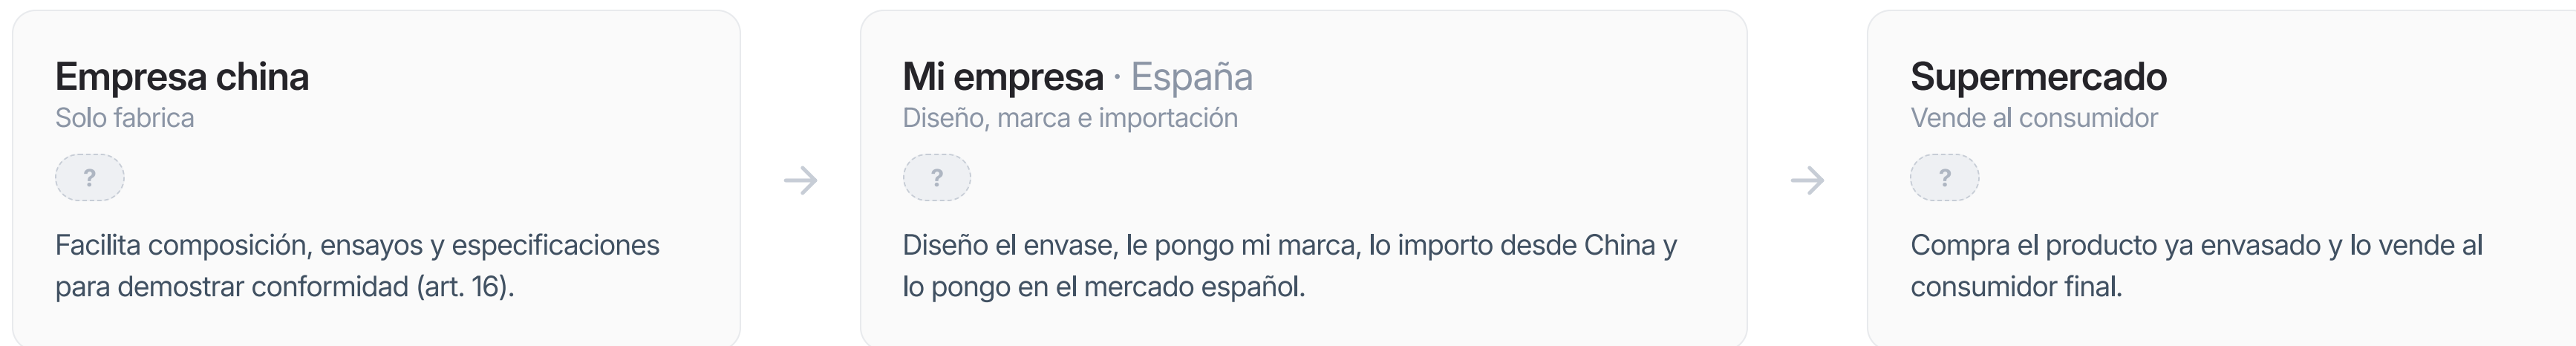 Empresa china
Solo fabrica
?
Facilita composición, ensayos y especificaciones
para demostrar conformidad (art. 16).
→
Mi empresa · España
Diseño, marca e importación
?
Diseño el envase, le pongo mi marca, lo importo desde China y
lo pongo en el mercado español.
→
Supermercado
Vende al consumidor
?
Compra el producto ya envasado y lo vende al
consumidor final.